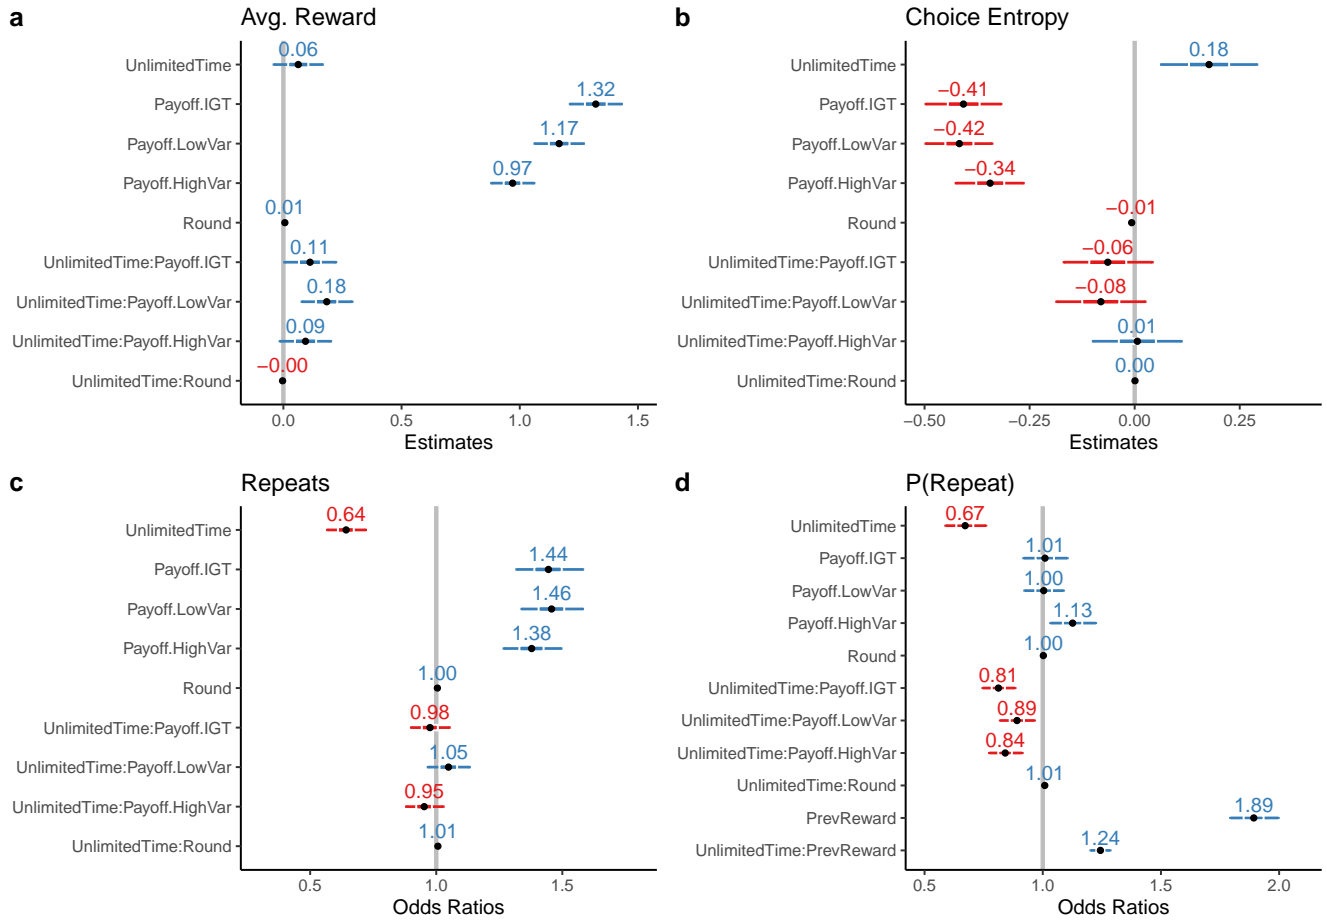 a Avg. Reward
UnlimitedTime 0.06
Payoff.IGT 1.32
Payoff.LowVar 1.17
Payoff.HighVar 0.97
Round 0.01
UnlimitedTime:Payoff.IGT 0.11
UnlimitedTime:Payoff.LowVar 0.18
UnlimitedTime:Payoff.HighVar 0.09
UnlimitedTime:Round −0.00
0.0 0.5 1.0 1.5
Estimates
b Choice Entropy
UnlimitedTime 0.18
Payoff.IGT −0.41
Payoff.LowVar −0.42
Payoff.HighVar −0.34
Round −0.01
UnlimitedTime:Payoff.IGT −0.06
UnlimitedTime:Payoff.LowVar −0.08
UnlimitedTime:Payoff.HighVar 0.01
UnlimitedTime:Round 0.00
−0.50 −0.25 0.00 0.25
Estimates
c Repeats
UnlimitedTime 0.64
Payoff.IGT 1.44
Payoff.LowVar 1.46
Payoff.HighVar 1.38
Round 1.00
UnlimitedTime:Payoff.IGT 0.98
UnlimitedTime:Payoff.LowVar 1.05
UnlimitedTime:Payoff.HighVar 0.95
UnlimitedTime:Round 1.01
0.5 1.0 1.5
Odds Ratios
d P(Repeat)
UnlimitedTime 0.67
Payoff.IGT 1.01
Payoff.LowVar 1.00
Payoff.HighVar 1.13
Round 1.00
UnlimitedTime:Payoff.IGT 0.81
UnlimitedTime:Payoff.LowVar 0.89
UnlimitedTime:Payoff.HighVar 0.84
UnlimitedTime:Round 1.01
PrevReward 1.89
UnlimitedTime:PrevReward 1.24
0.5 1.0 1.5 2.0
Odds Ratios